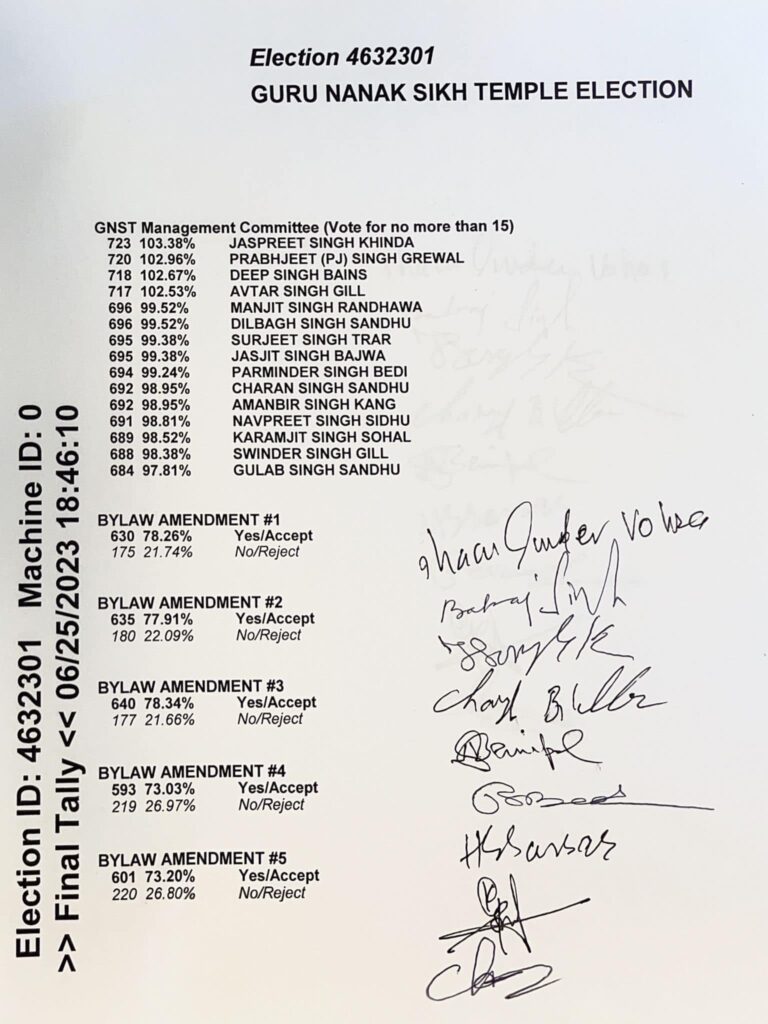 Election 4632301
GURU NANAK SIKH TEMPLE ELECTION
GNST Management Committee (Vote for no more than 15)
723 103.38% JASPREET SINGH KHINDA
720 102.96% PRABHJEET (PJ) SINGH GREWAL
718 102.67% DEEP SINGH BAINS
717 102.53% AVTAR SINGH GILL
696 99.52% MANJIT SINGH RANDHAWA
696 99.52% DILBAGH SINGH SANDHU
695 99.38% SURJEET SINGH TRAR
695 99.38% JASJIT SINGH BAJWA
694 99.24% PARMINDER SINGH BEDI
692 98.95% CHARAN SINGH SANDHU
692 98.95% AMANBIR SINGH KANG
691 98.81% NAVPREET SINGH SIDHU
689 98.52% KARAMJIT SINGH SOHAL
688 98.38% SWINDER SINGH GILL
684 97.81% GULAB SINGH SANDHU
BYLAW AMENDMENT #1
630 78.26% Yes/Accept
175 21.74% No/Reject
BYLAW AMENDMENT #2
635 77.91% Yes/Accept
180 22.09% No/Reject
BYLAW AMENDMENT #3
640 78.34% Yes/Accept
177 21.66% No/Reject
BYLAW AMENDMENT #4
593 73.03% Yes/Accept
219 26.97% No/Reject
BYLAW AMENDMENT #5
601 73.20% Yes/Accept
220 26.80% No/Reject
Election ID: 4632301 Machine ID: 0
>> Final Tally << 06/25/2023 18:46:10
Vohra
Singh